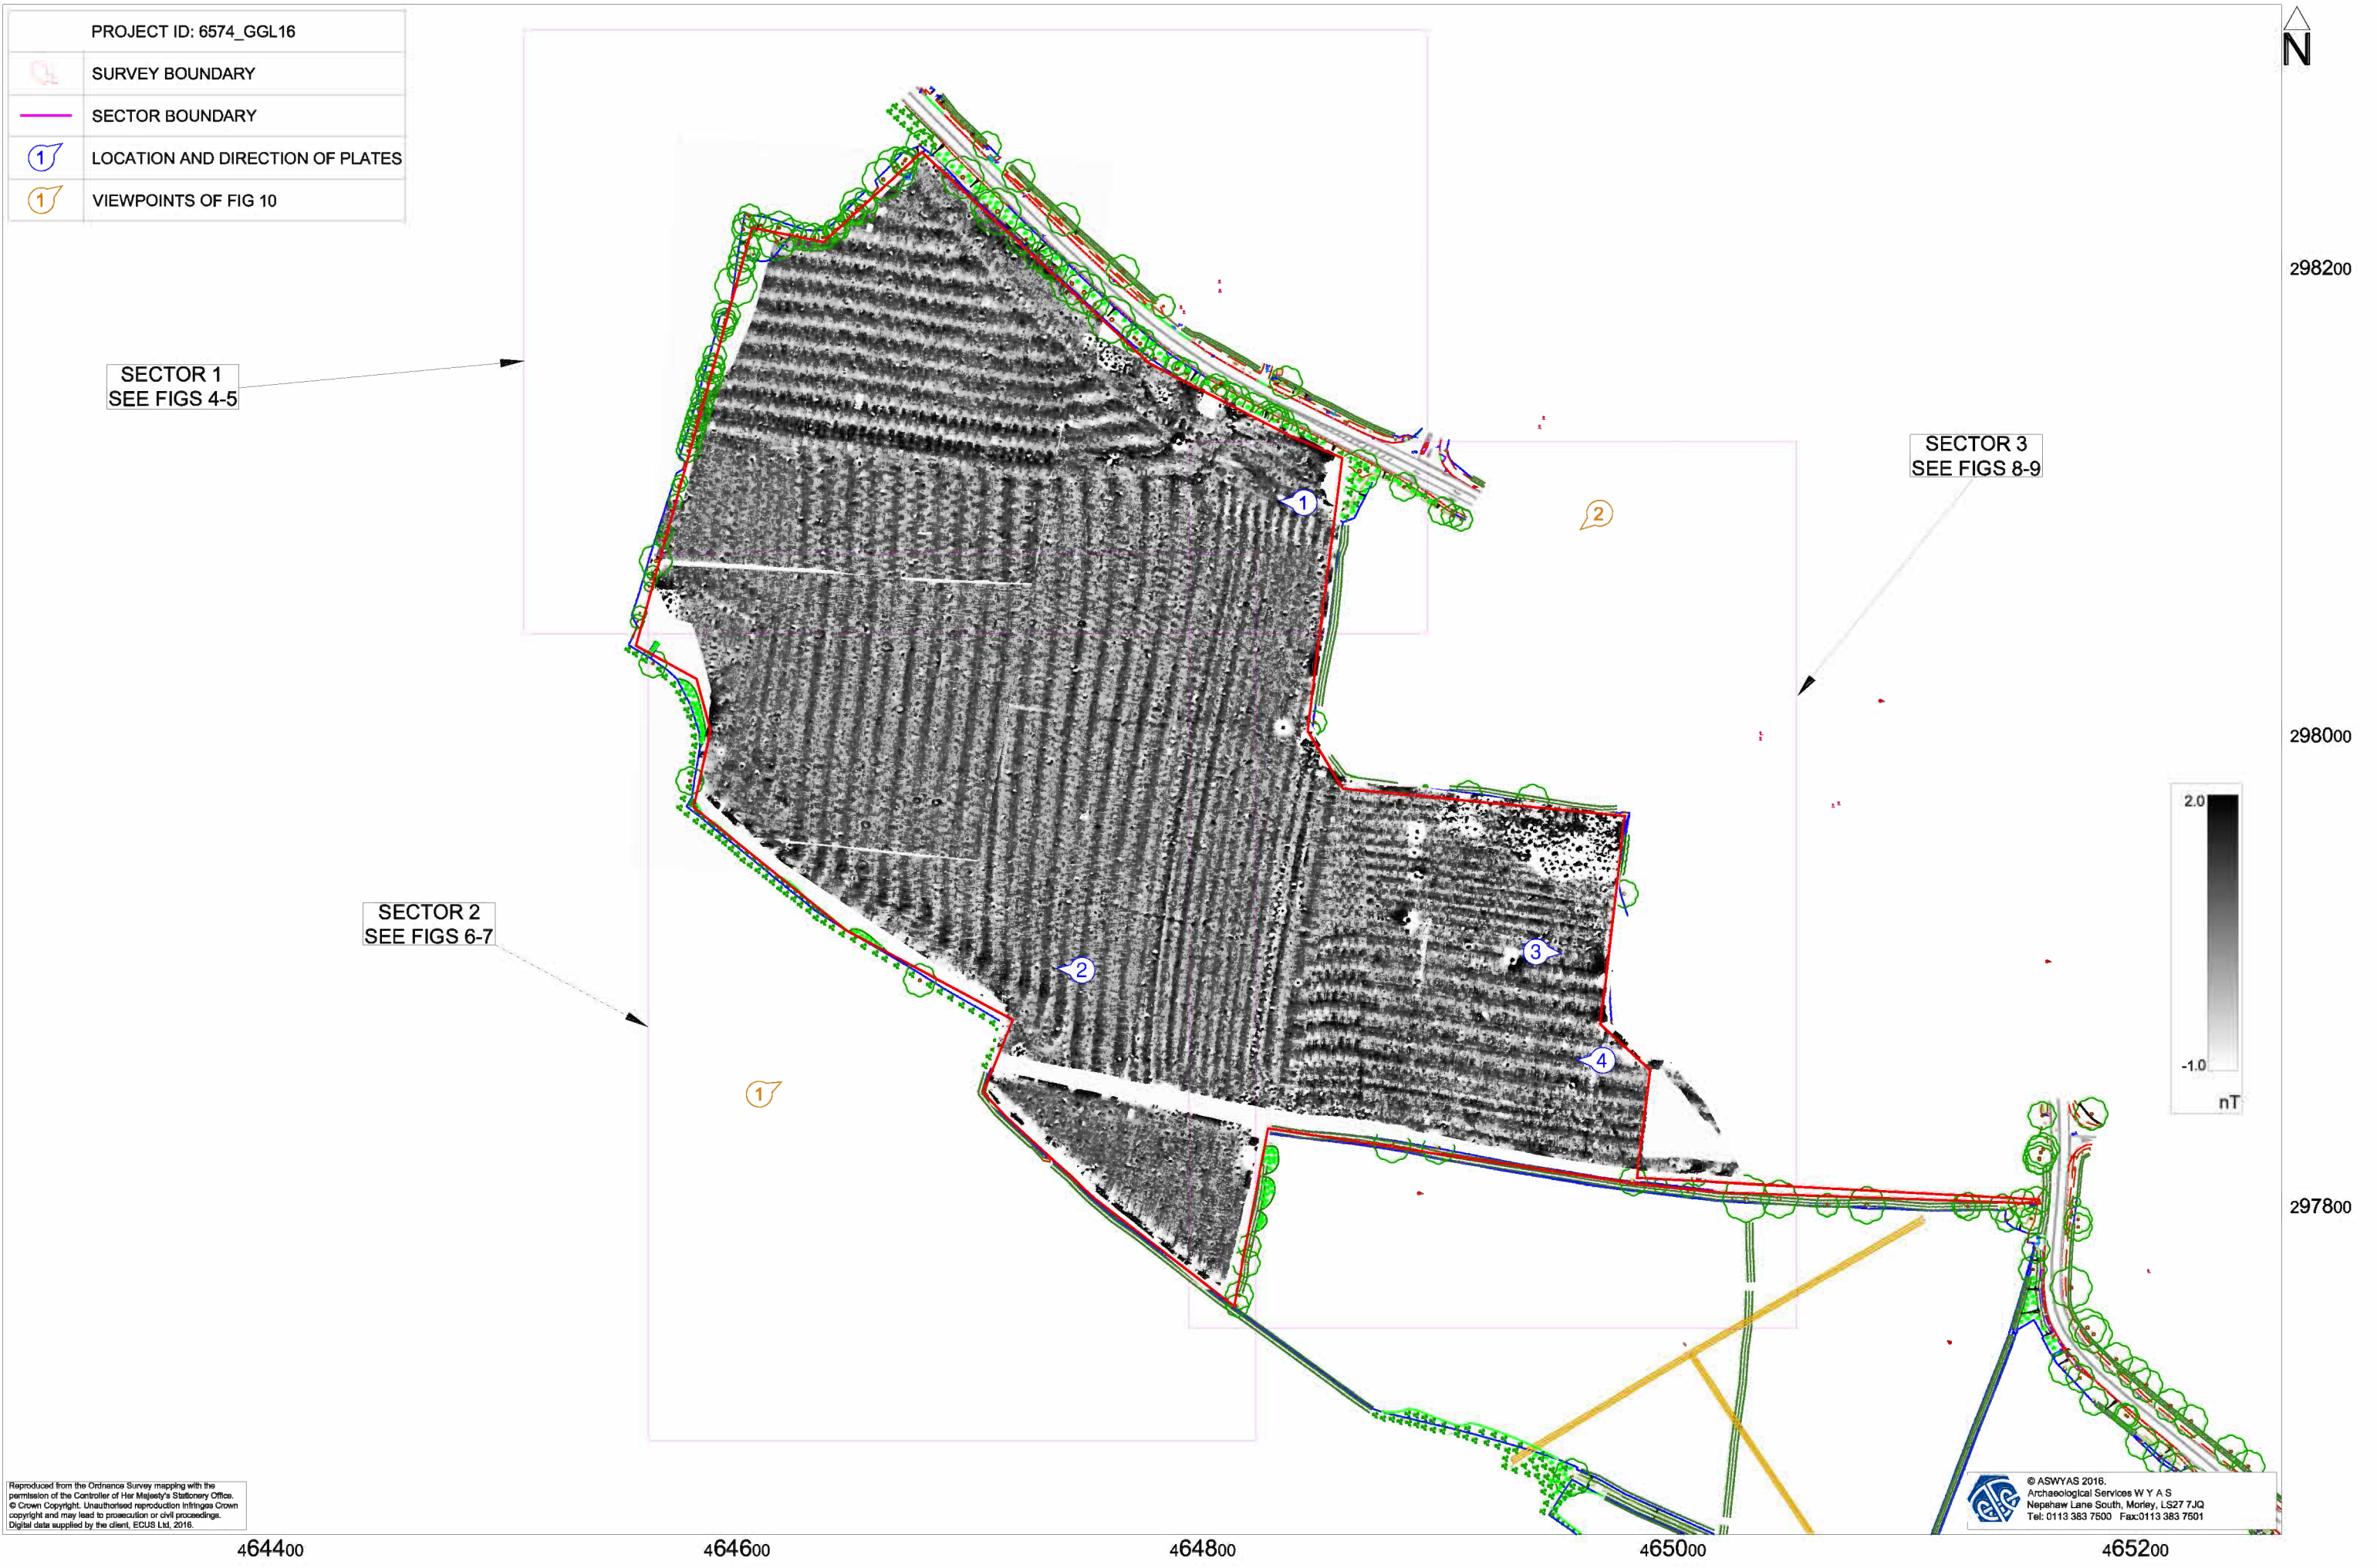 PROJECT ID: 6574_GGL16
SURVEY BOUNDARY
SECTOR BOUNDARY
1 LOCATION AND DIRECTION OF PLATES
1 VIEWPOINTS OF FIG 10
N
298200
SECTOR 1
SEE FIGS 4-5
SECTOR 3
SEE FIGS 8-9
1
2
298000
2.0
-1.0
nT
SECTOR 2
SEE FIGS 6-7
3
2
4
1
297800
Reproduced from the Ordnance Survey mapping with the
permission of the Controller of Her Majesty's Stationery Office.
© Crown Copyright. Unauthorised reproduction infringes Crown
copyright and may lead to prosecution or civil proceedings.
Digital data supplied by the client, ECUS Ltd, 2016.
© ASWYAS 2016.
Archaeological Services W Y A S
Nepshaw Lane South, Morley, LS27 7JQ
Tel: 0113 383 7500 Fax:0113 383 7501
464400
464600
464800
465000
465200